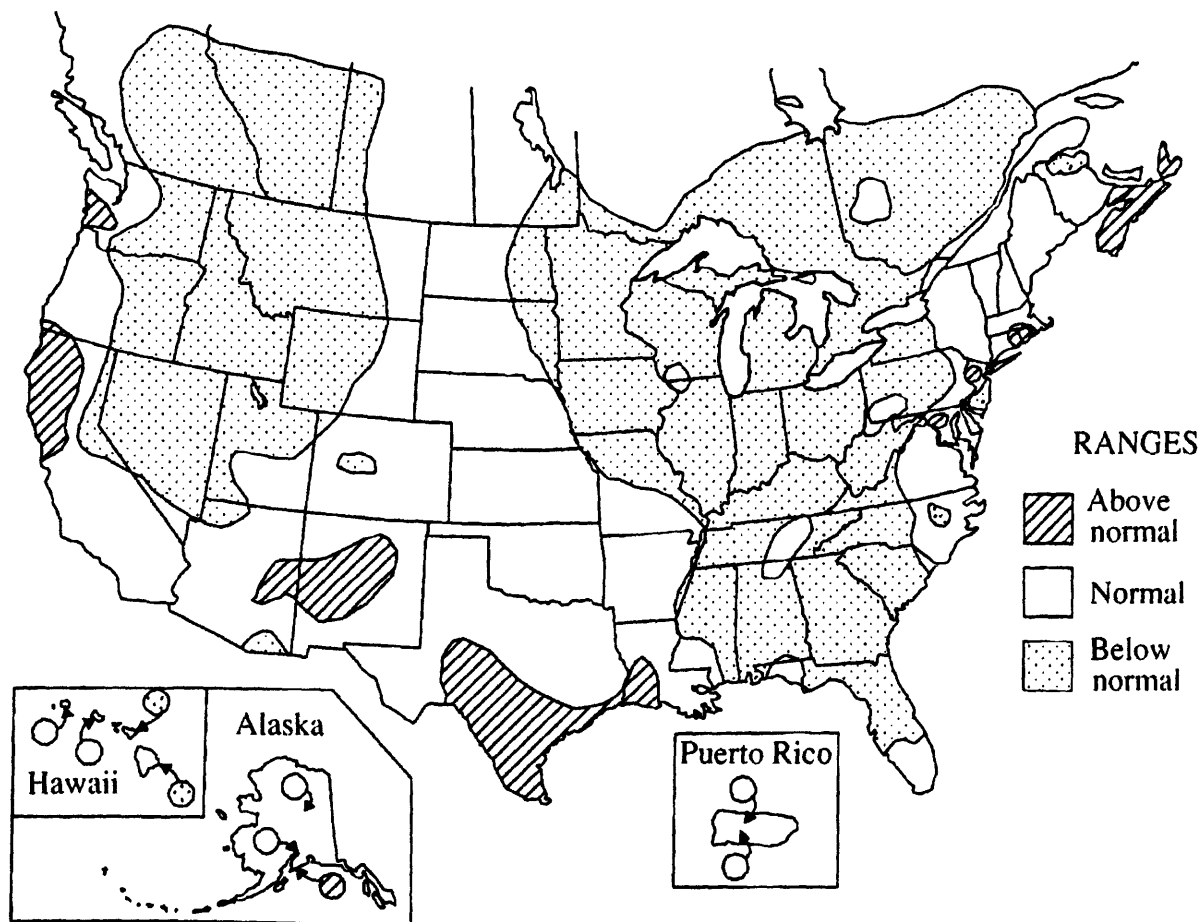 RANGES
Above
normal
Normal
Below
normal
Alaska
Hawaii
Puerto Rico